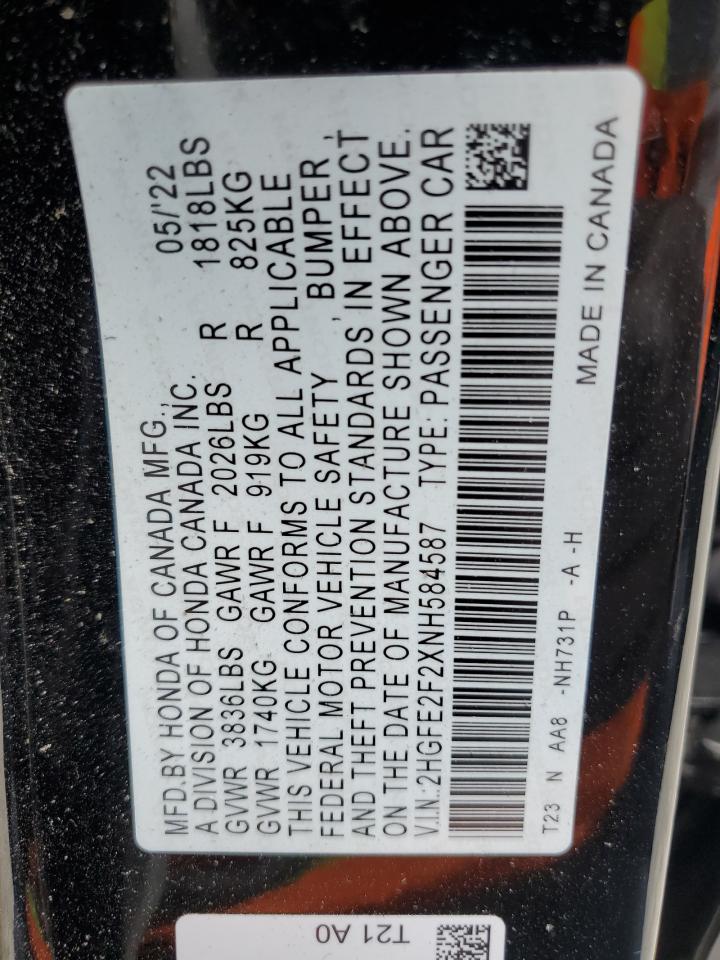 MFD.BY HONDA OF CANADA MFG., 05/'22
A DIVISION OF HONDA CANADA INC.
GVWR 3836LBS GAWR F 2026LBS R 1818LBS
GVWR 1740KG GAWR F 919KG R 825KG
THIS VEHICLE CONFORMS TO ALL APPLICABLE
FEDERAL MOTOR VEHICLE SAFETY , BUMPER ,
AND THEFT PREVENTION STANDARDS IN EFFECT
ON THE DATE OF MANUFACTURE SHOWN ABOVE.
V.I.N.:2HGFE2F2XNH584587 TYPE: PASSENGER CAR
T23 N AA8 -NH731P -A -H MADE IN CANADA
T21 A0